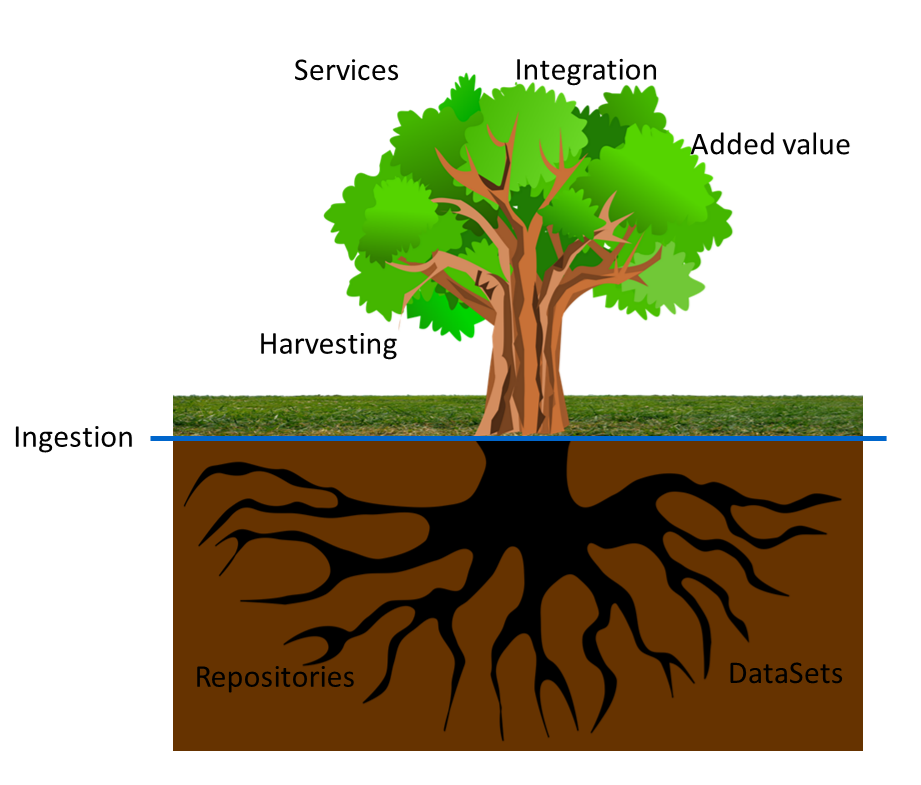 Services
Integration
Added value
Harvesting
Ingestion
Repositories
DataSets